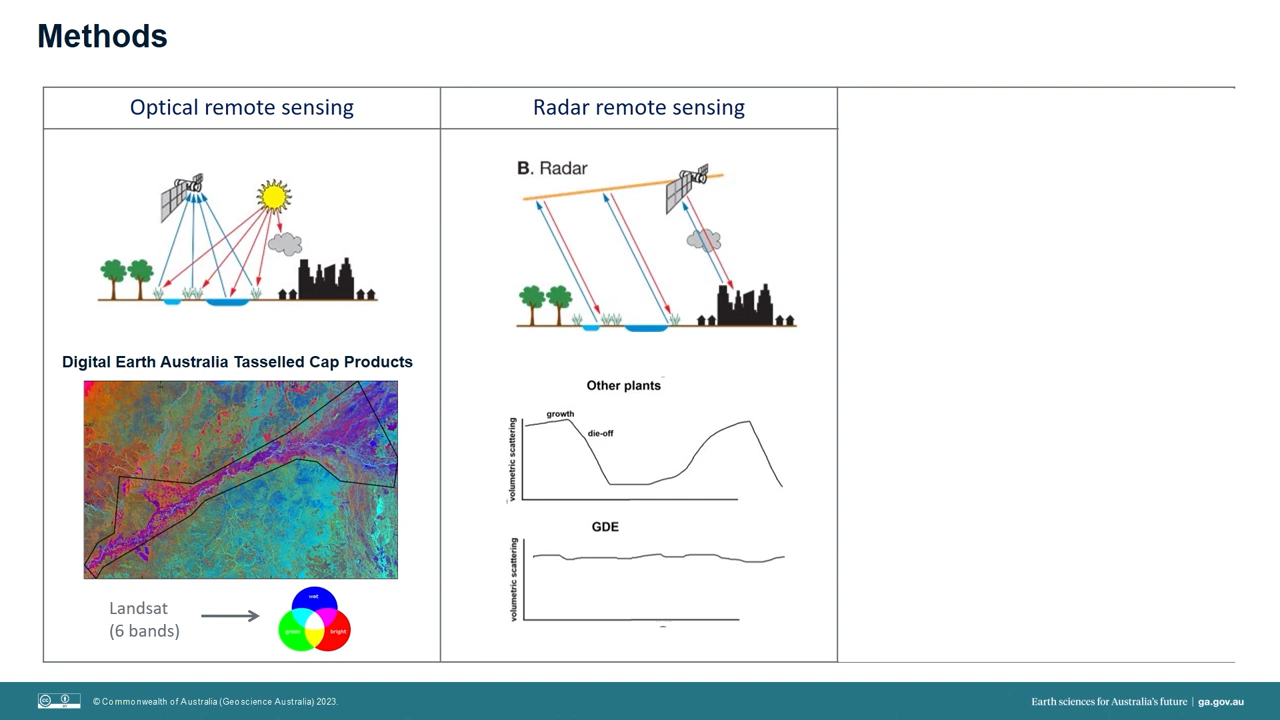 Methods
Optical remote sensing
Radar remote sensing
B. Radar
Digital Earth Australia Tasselled Cap Products
Landsat
(6 bands)
wet
green
bright
Other plants
growth
die-off
volumetric scattering
GDE
volumetric scattering
cc
BY
© Commonwealth of Australia (Geoscience Australia) 2023.
Earth sciences for Australia's future | ga.gov.au